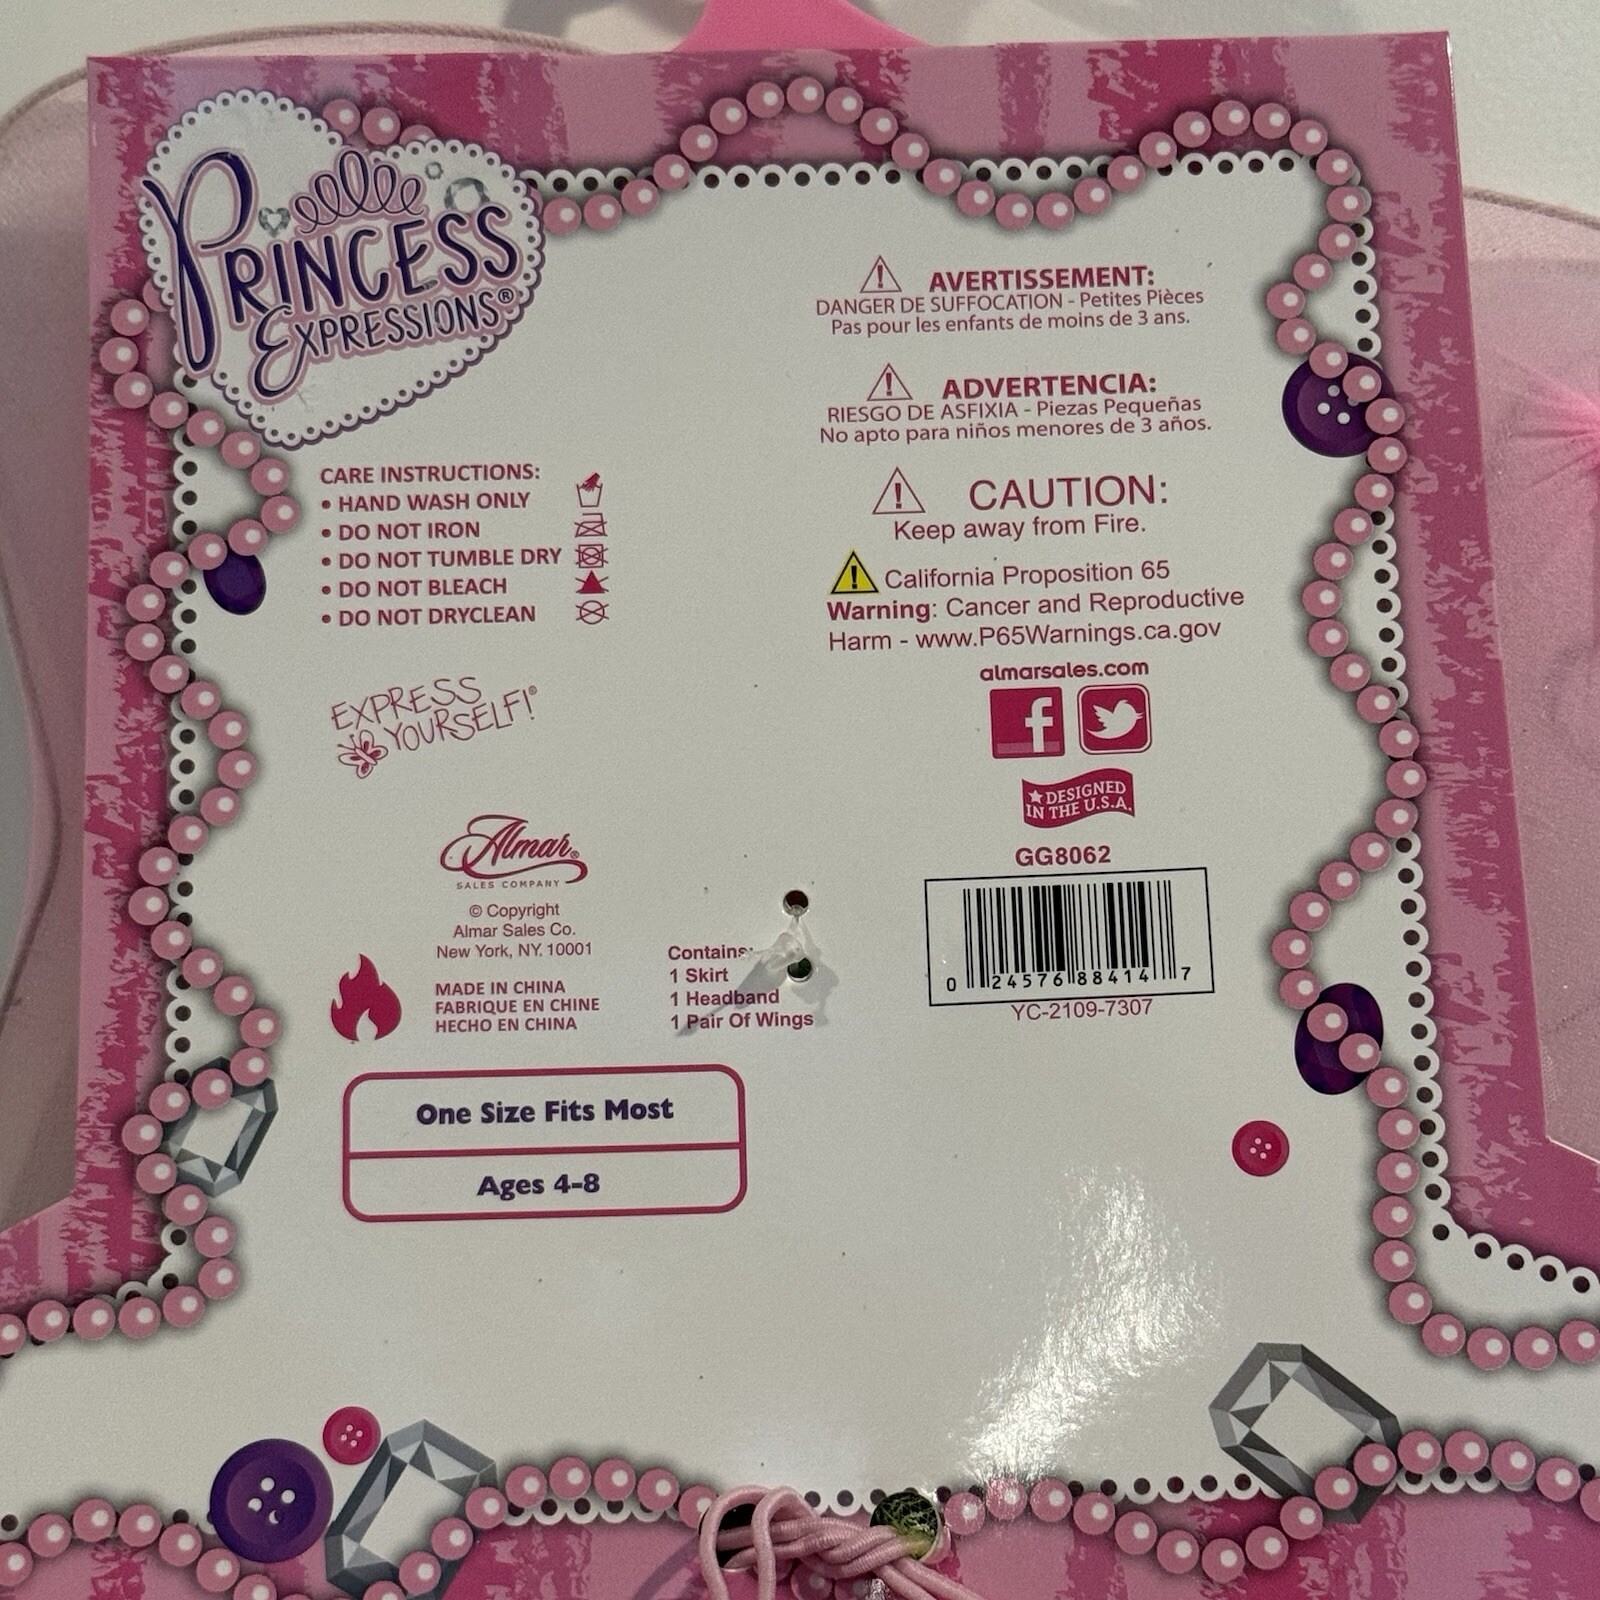 PRINCESS
EXPRESSIONS®
CARE INSTRUCTIONS:
• HAND WASH ONLY
• DO NOT IRON
• DO NOT TUMBLE DRY
• DO NOT BLEACH
• DO NOT DRYCLEAN
EXPRESS
YOURSELF!®
Almar®
SALES COMPANY
© Copyright
Almar Sales Co.
New York, NY. 10001
MADE IN CHINA
FABRIQUE EN CHINE
HECHO EN CHINA
Contains:
1 Skirt
1 Headband
1 Pair Of Wings
One Size Fits Most
Ages 4-8
AVERTISSEMENT:
DANGER DE SUFFOCATION - Petites Pièces
Pas pour les enfants de moins de 3 ans.
ADVERTENCIA:
RIESGO DE ASFIXIA - Piezas Pequeñas
No apto para niños menores de 3 años.
CAUTION:
Keep away from Fire.
California Proposition 65
Warning: Cancer and Reproductive
Harm - www.P65Warnings.ca.gov
almarsales.com
DESIGNED
IN THE U.S.A.
GG8062
0 24576 88414 7
YC-2109-7307